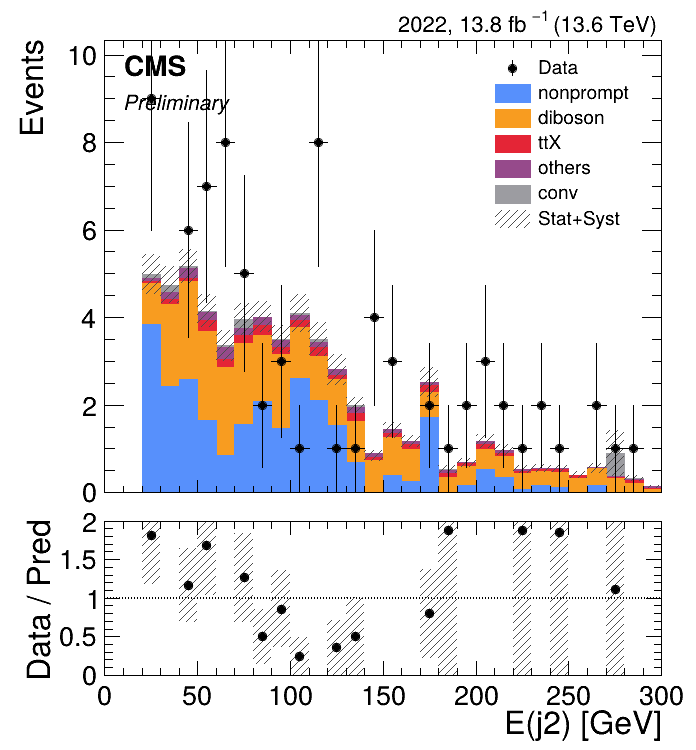 2022, 13.8 fb⁻¹ (13.6 TeV)
CMS
Preliminary
Events
10
8
6
4
2
0
Data
nonprompt
diboson
ttX
others
conv
Stat+Syst
Data / Pred
2
1.5
1
0.5
0
0 50 100 150 200 250 300
E(j2) [GeV]